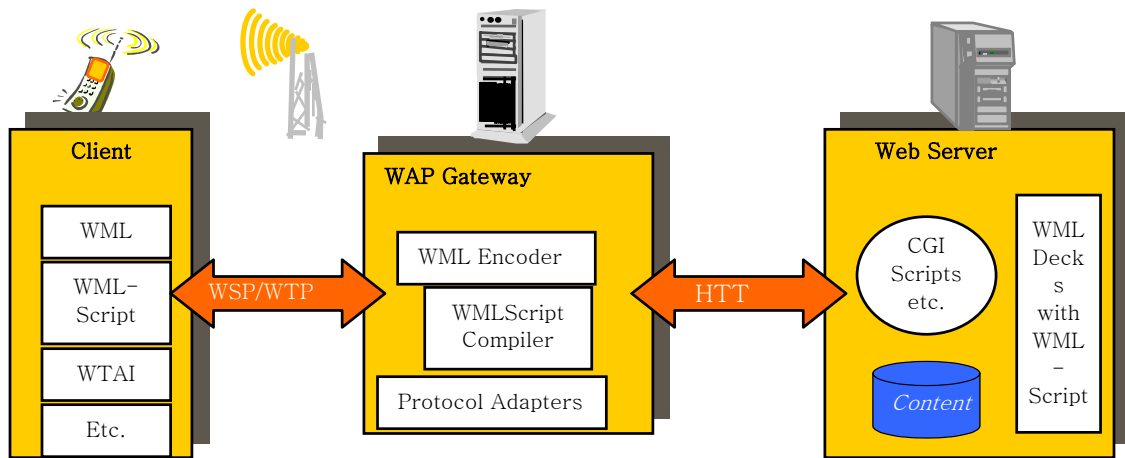 Client
WML
WML-
Script
WTAI
Etc.
WSP/WTP
WAP Gateway
WML Encoder
WMLScript
Compiler
Protocol Adapters
HTT
Web Server
CGI
Scripts
etc.
Content
WML
Deck
s
with
WML
-
Script